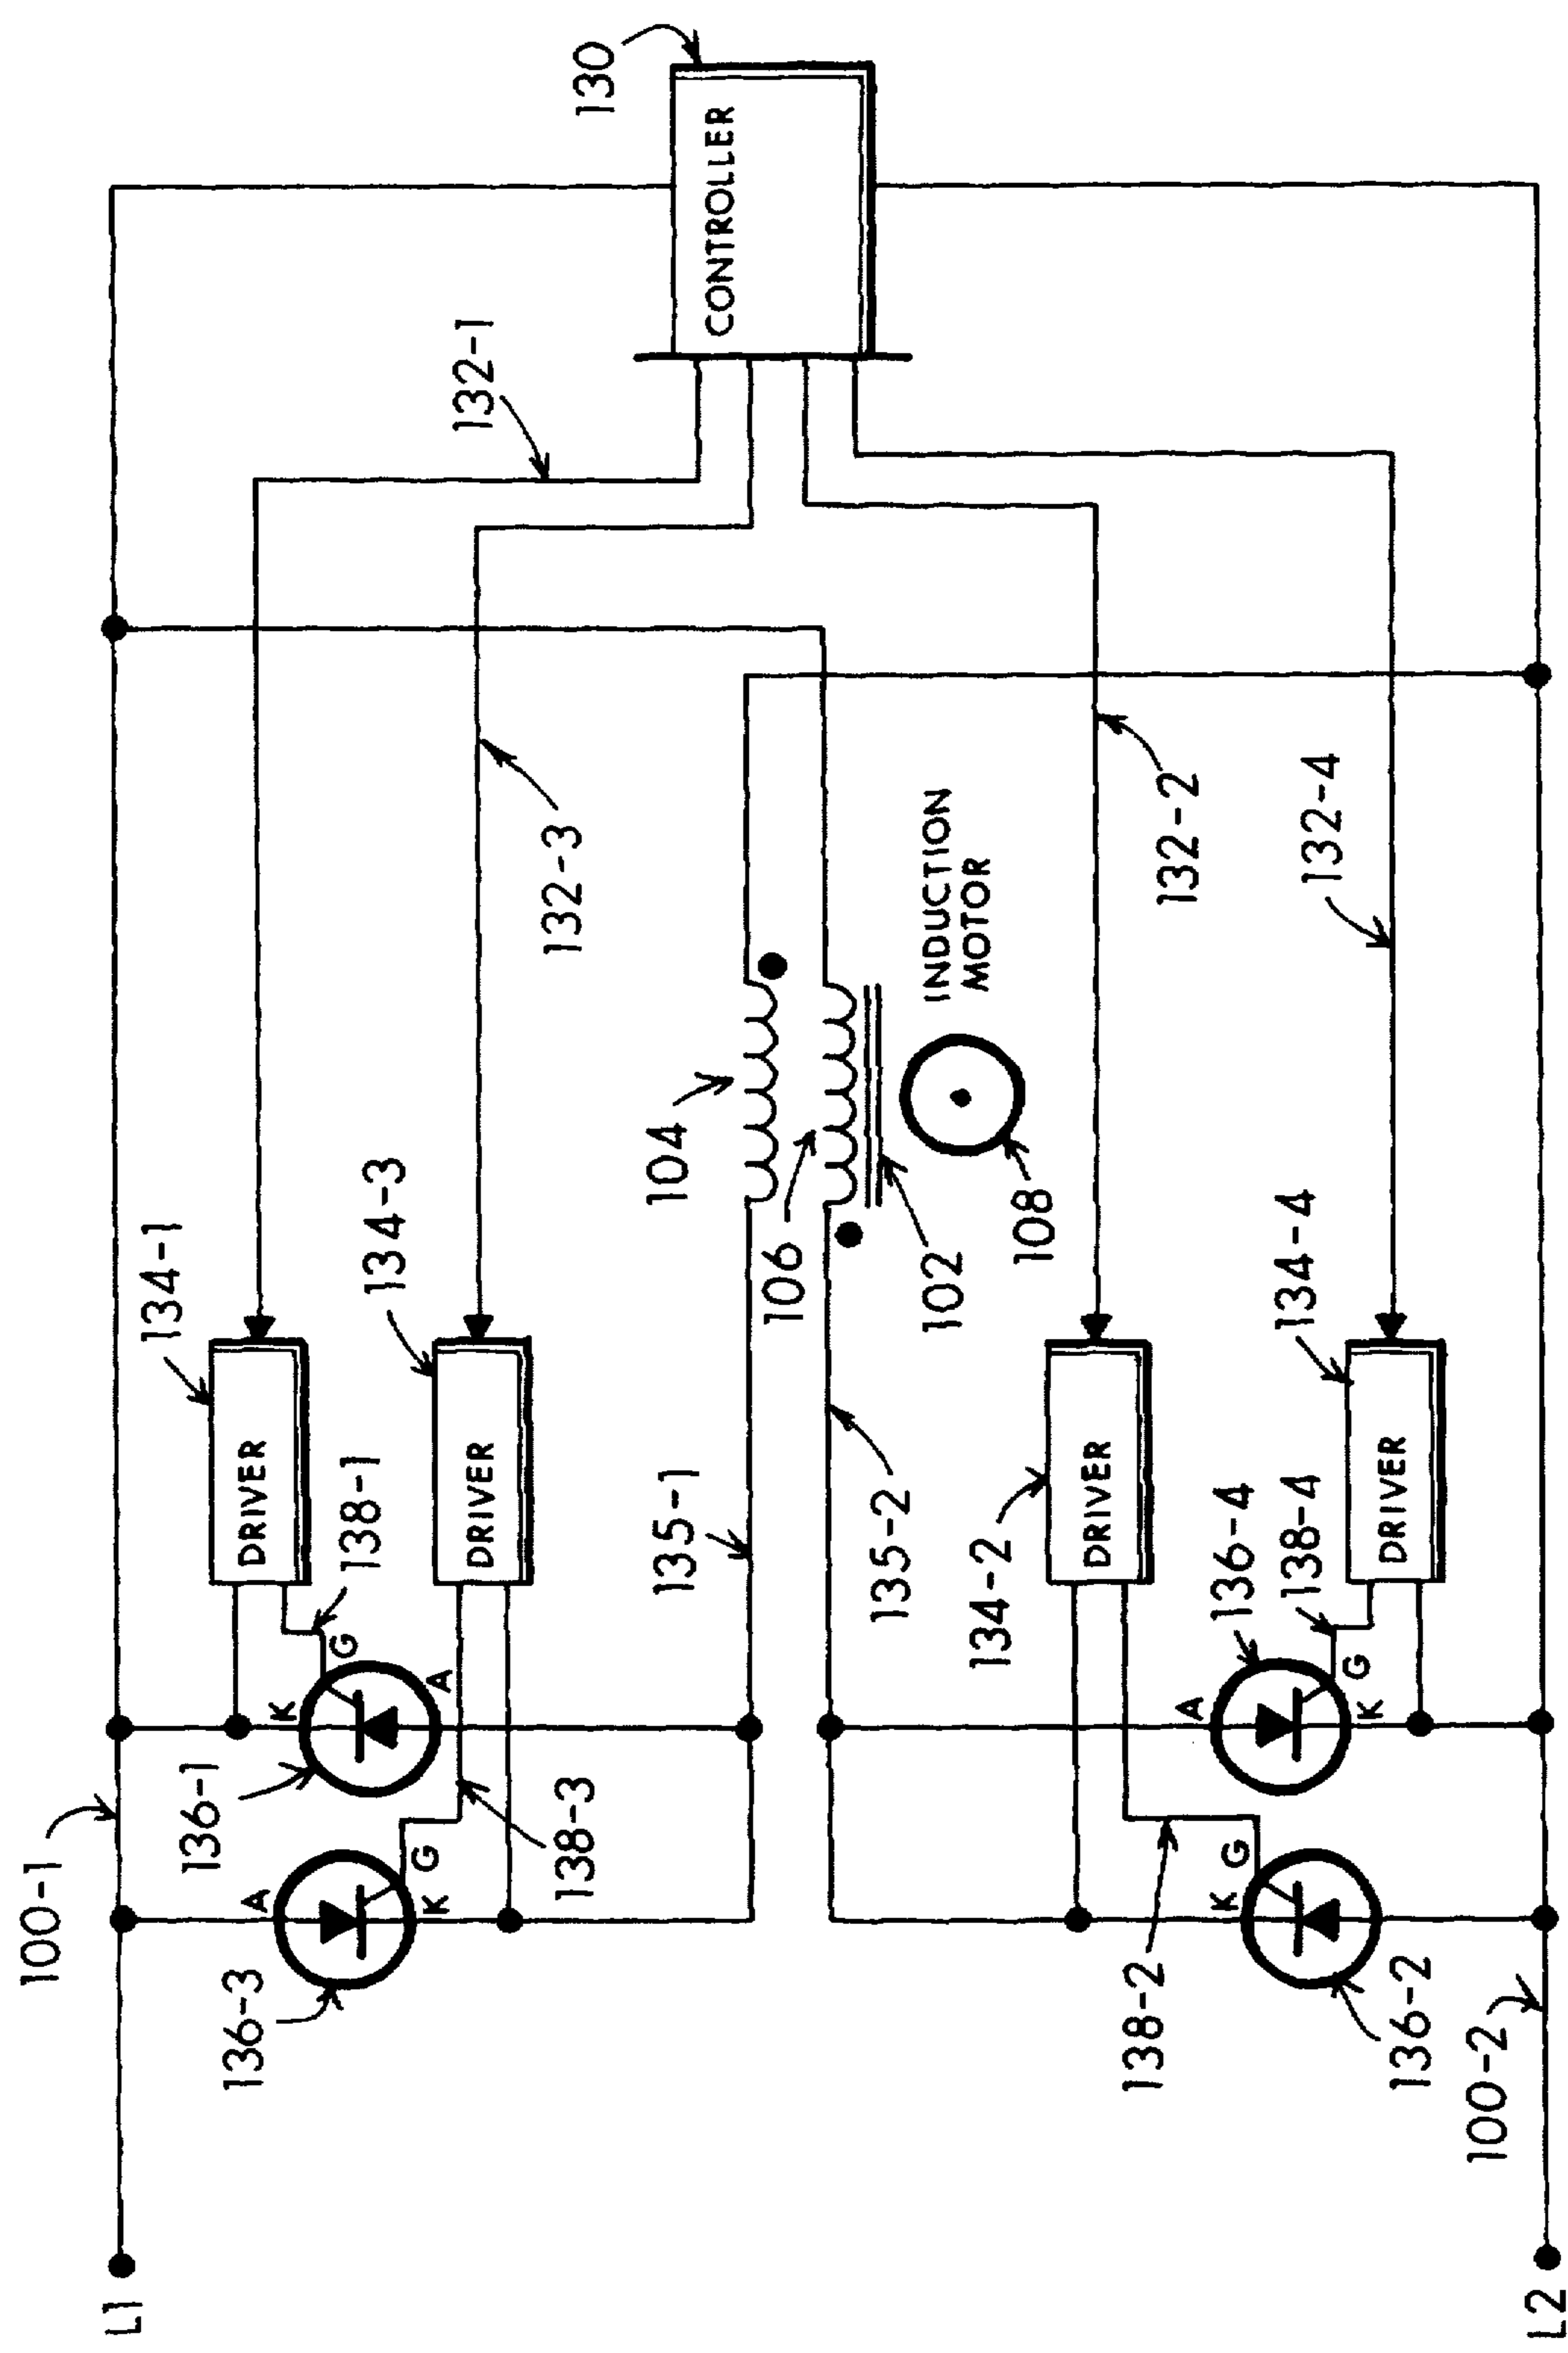 L1
100-1
136-3
A
K
G
138-3
136-1
K
G
A
138-1
DRIVER
134-1
DRIVER
134-3
132-1
132-3
135-1
104
106
135-2
102
108
INDUCTION
MOTOR
CONTROLLER
130
134-2
DRIVER
132-2
136-4
A
G
K
138-4
DRIVER
134-4
132-4
138-2
G
K
136-2
100-2
L2